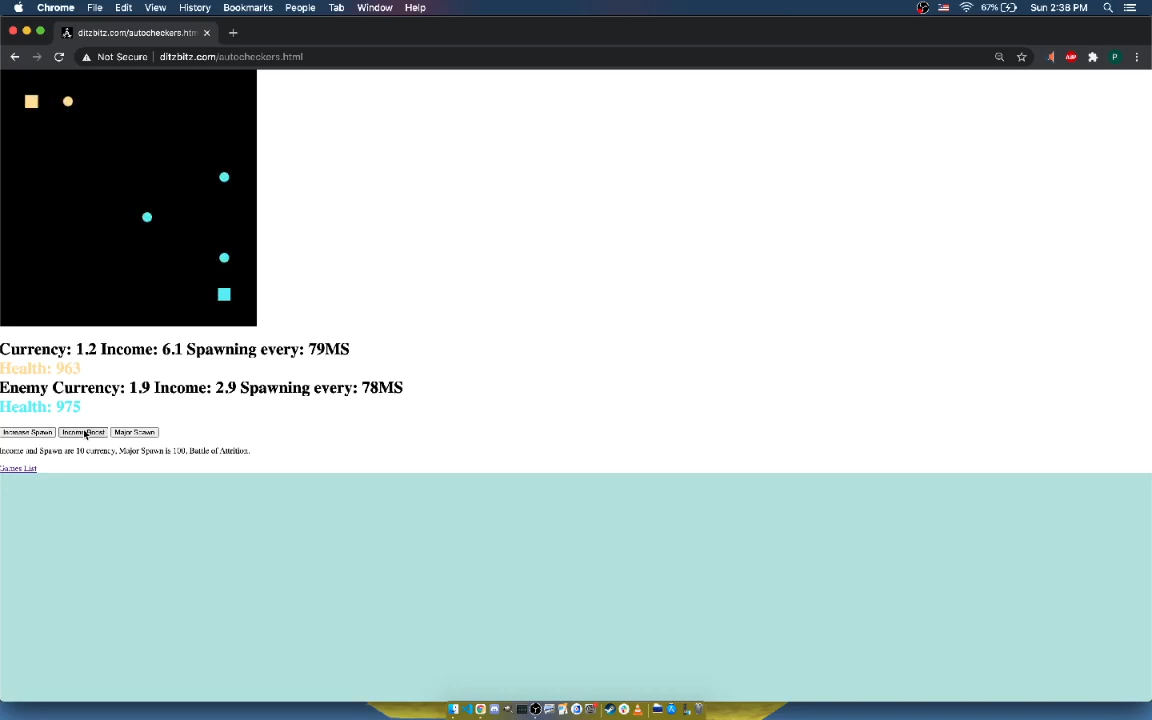 Chrome File Edit View History Bookmarks People Tab Window Help 67% Sun 2:38 PM
ditzbitz.com/autocheckers.htm
Not Secure ditzbitz.com/autocheckers.html ABP P
Currency: 1.2 Income: 6.1 Spawning every: 79MS
Health: 963
Enemy Currency: 1.9 Income: 2.9 Spawning every: 78MS
Health: 975
Increase Spawn Income Boost Major Spawn
Income and Spawn are 10 currency, Major Spawn is 100, Battle of Attrition.
Games List